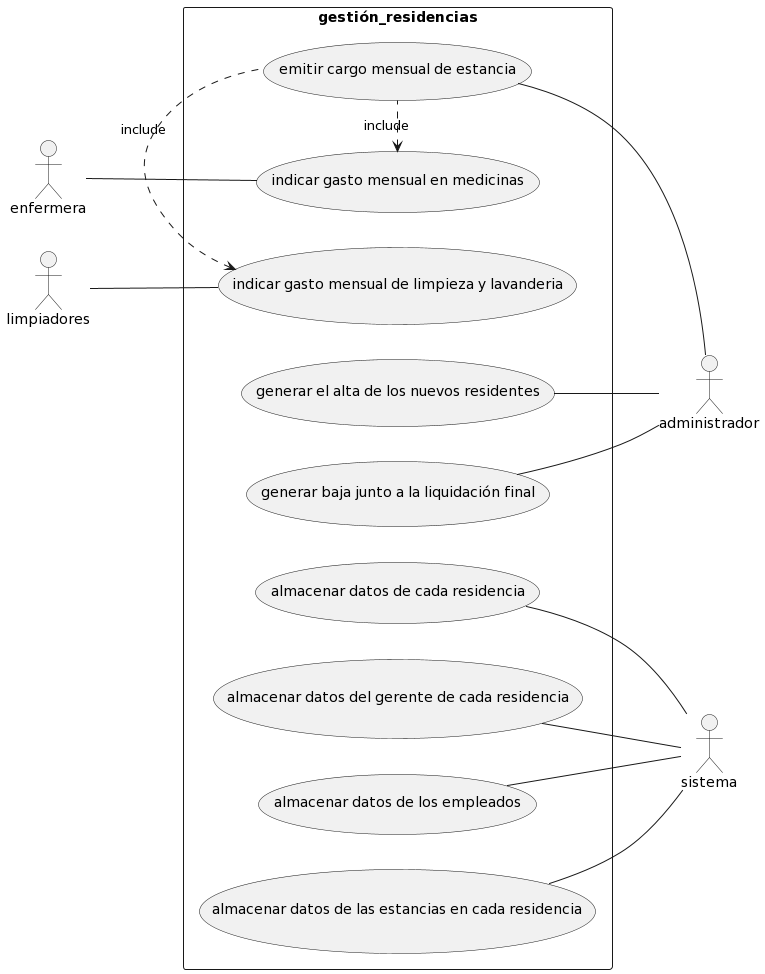 gestión_residencias
emitir cargo mensual de estancia
include
include
indicar gasto mensual en medicinas
enfermera
indicar gasto mensual de limpieza y lavanderia
limpiadores
generar el alta de los nuevos residentes
administrador
generar baja junto a la liquidación final
almacenar datos de cada residencia
almacenar datos del gerente de cada residencia
sistema
almacenar datos de los empleados
almacenar datos de las estancias en cada residencia